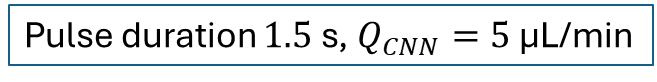 Pulse duration 1.5 s, Q_CNN = 5 μL/min